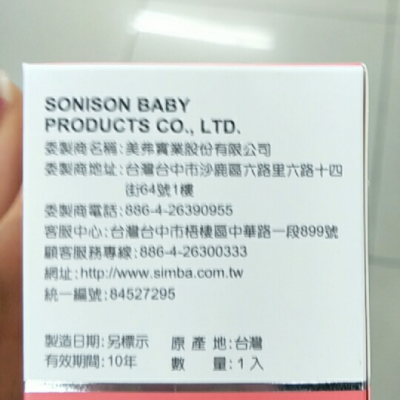 SONISON BABY
PRODUCTS CO., LTD.
委製商名稱:美弗實業股份有限公司
委製商地址:台灣台中市沙鹿區六路里六路十四
街64號1樓
委製商電話:886-4-26390955
客服中心:台灣台中市梧棲區中華路一段899號
顧客服務專線:886-4-26300333
網址:http://www.simba.com.tw
統一編號:84527295
製造日期:另標示 原產地:台灣
有效期間:10年 數量:1入